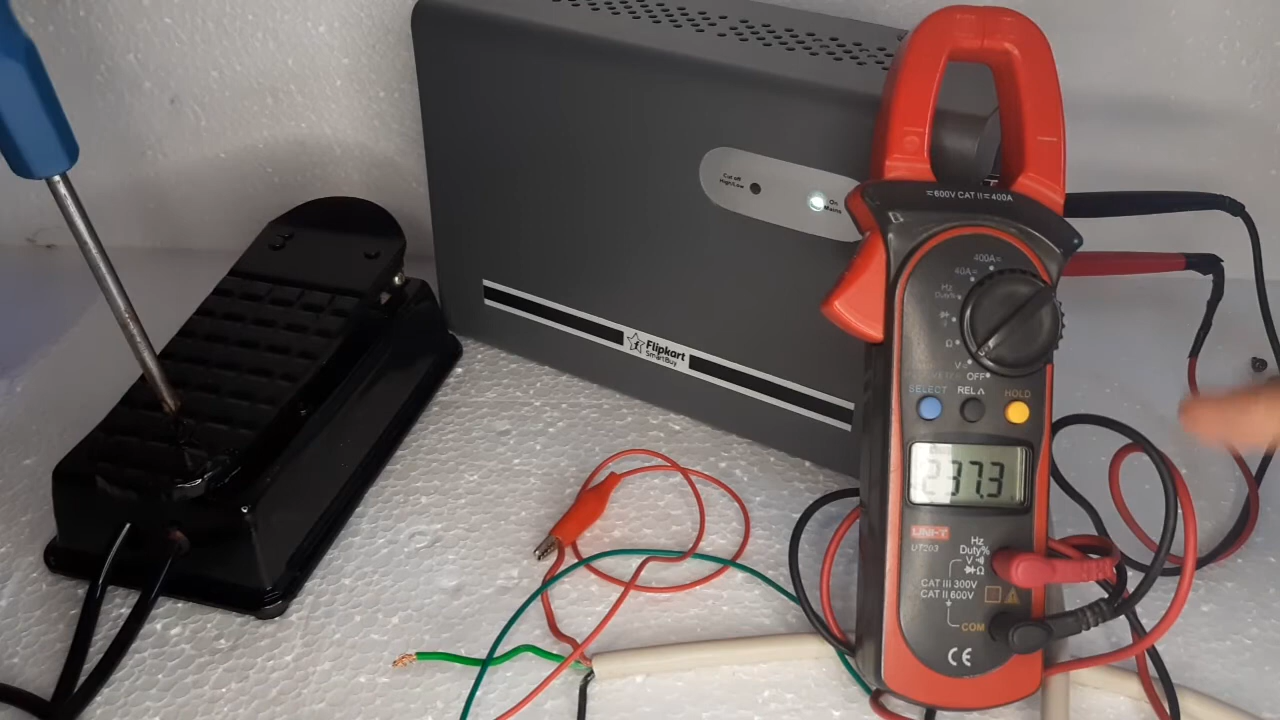 Cut off
High/Low
On
Mains
Flipkart
SmartBuy
=600V CAT II=400A
400A=
40A=
Hz
Duty%
Ω
V
OFF
SELECT
REL△
HOLD
237.3
UNI-T
UT203
Hz
Duty%
V
Ω
CAT III 300V
CAT II 600V
COM
CE